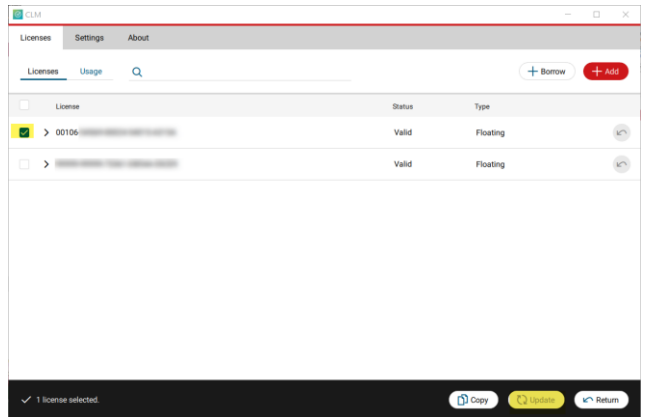 CLM
Licenses Settings About
Licenses Usage + Borrow + Add
License Status Type
00106 Valid Floating
Valid Floating
1 license selected. Copy Update Return